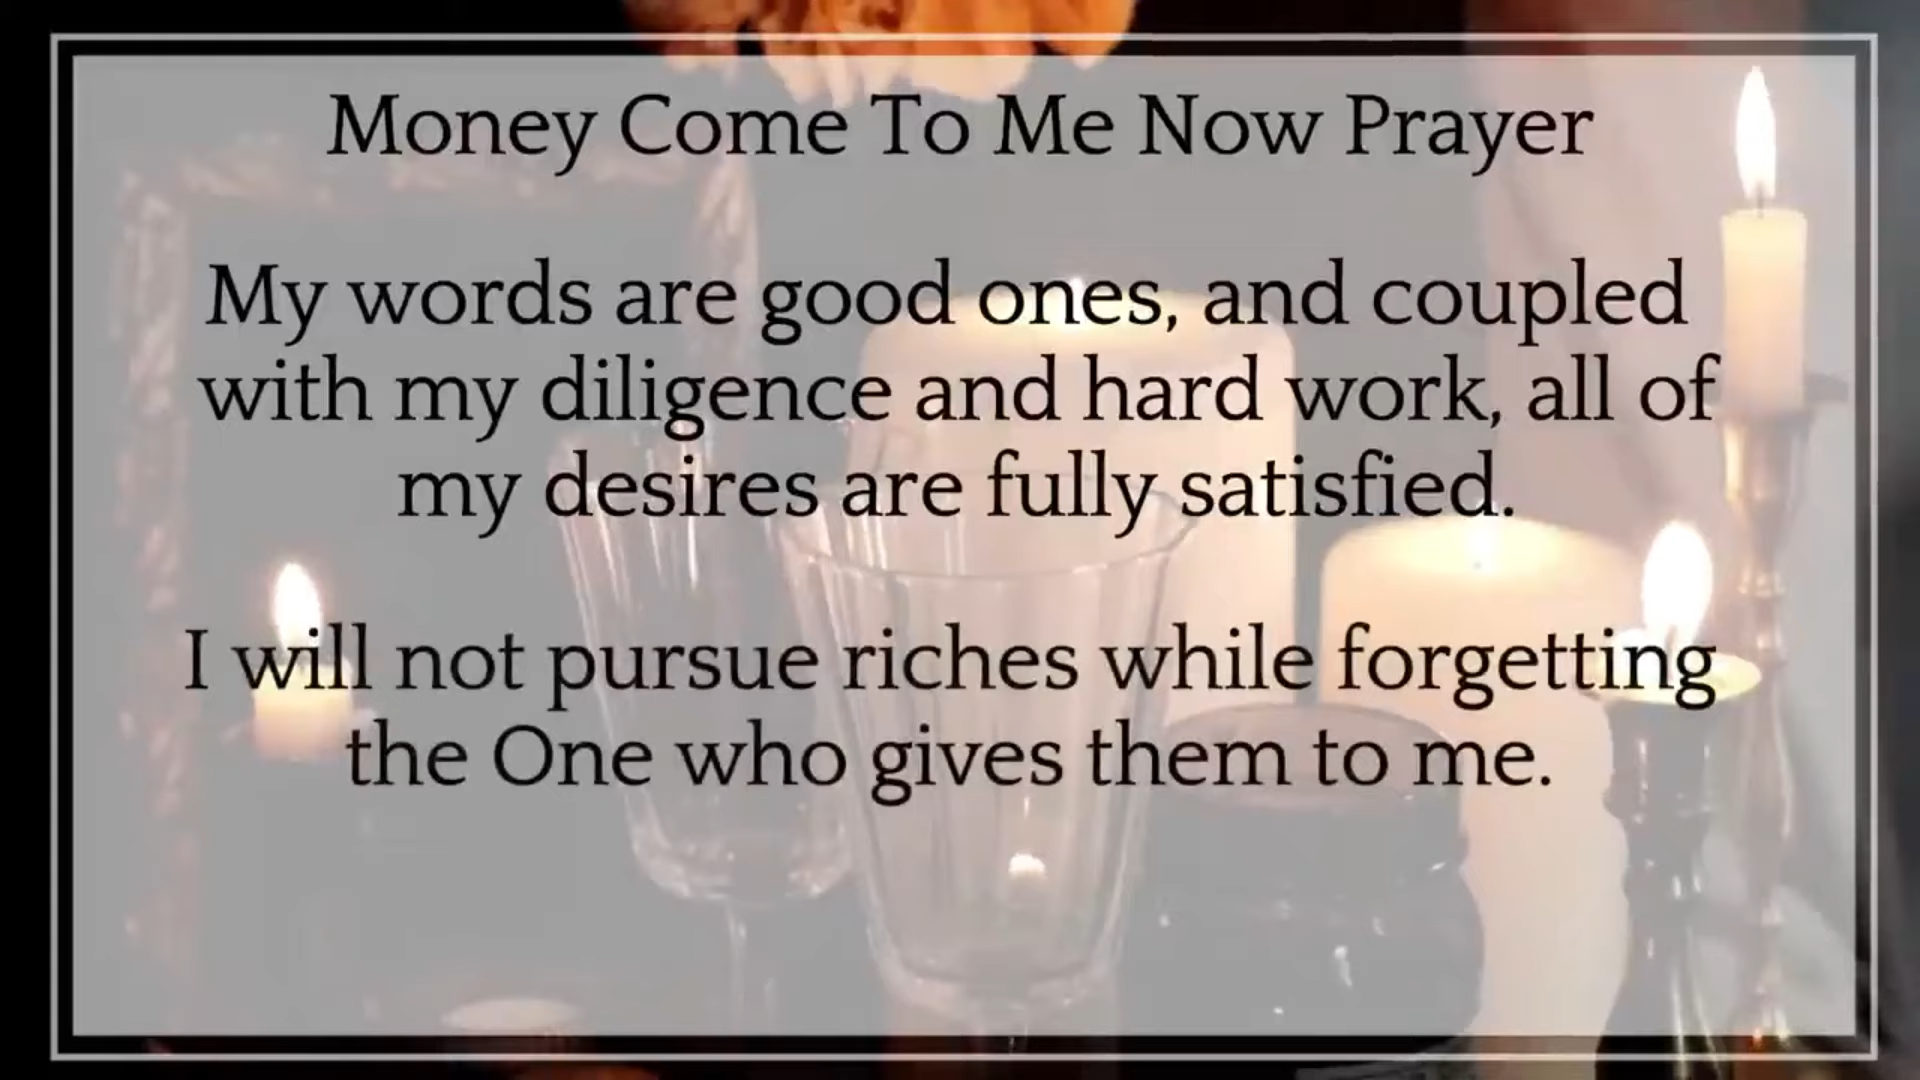 Money Come To Me Now Prayer
My words are good ones, and coupled
with my diligence and hard work, all of
my desires are fully satisfied.
I will not pursue riches while forgetting
the One who gives them to me.